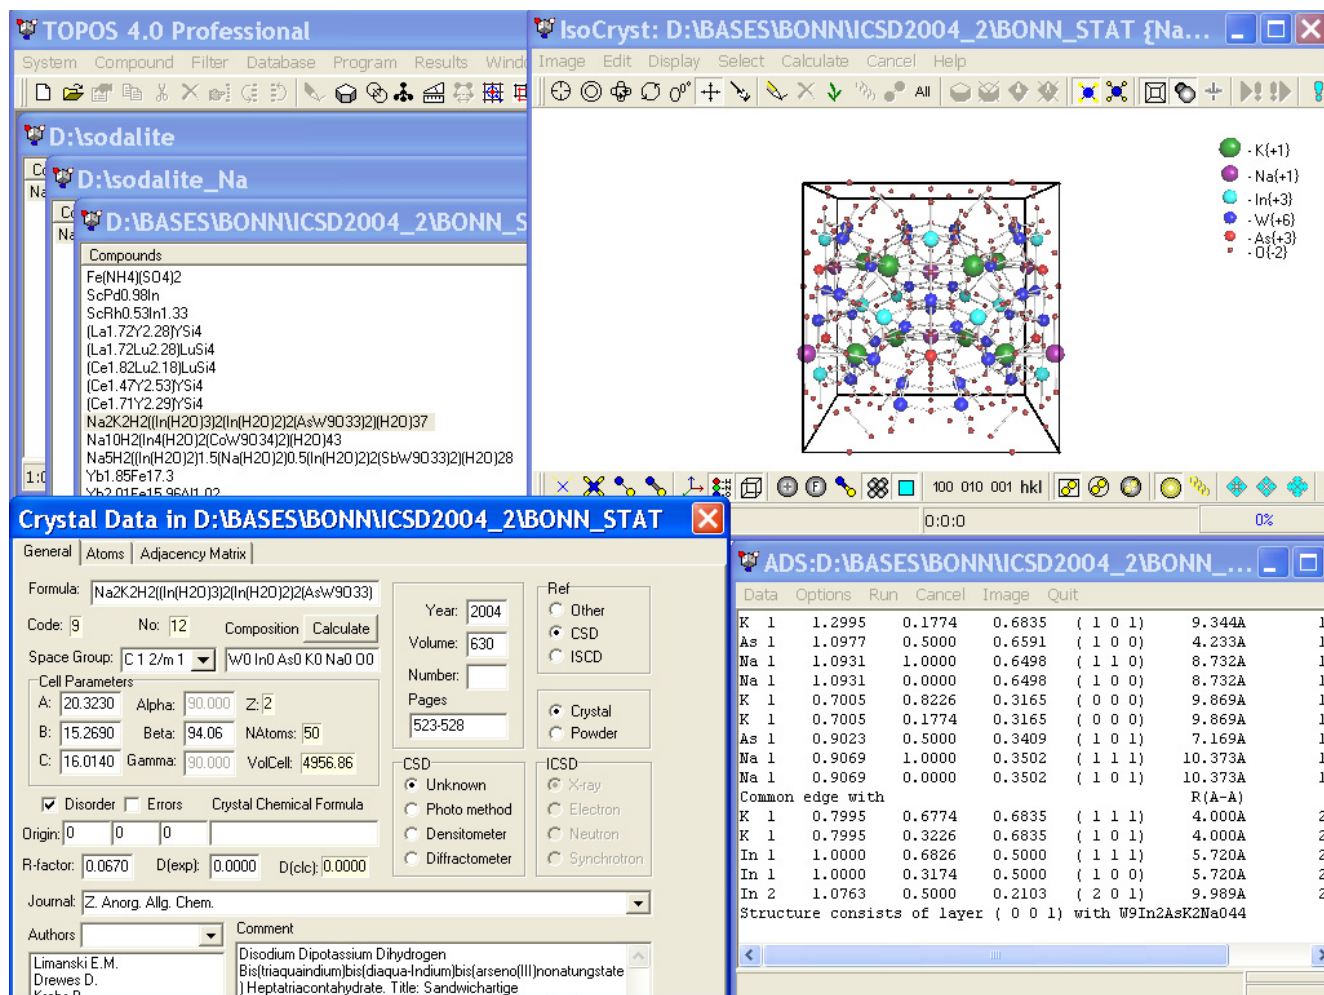 TOPOS 4.0 Professional
System Compound Filter Database Program Results Windo
D:\sodalite
D:\sodalite_Na
D:\BASES\BONN\ICSD2004_2\BONN_S
Compounds
Fe(NH4)(SO4)2
ScPd0.98In
ScRh0.53In1.33
(La1.72Y2.28)YSi4
(La1.72Lu2.28)LuSi4
(Ce1.82Lu2.18)LuSi4
(Ce1.47Y2.53)YSi4
(Ce1.71Y2.29)YSi4
Na2K2H2((In(H2O)3)2(In(H2O)2)2(AsW9O33)2)(H2O)37
Na10H2(In4(H2O)2(CoW9O34)2)(H2O)43
Na5H2((In(H2O)2)1.5(Na(H2O)2)0.5(In(H2O)2)2(SbW9O33)2)(H2O)28
Yb1.85Fe17.3
Yb2.01Fe15.96Al1.02
IsoCryst: D:\BASES\BONN\ICSD2004_2\BONN_STAT {Na...
Image Edit Display Select Calculate Cancel Help
All
- K{+1}
- Na{+1}
- In{+3}
- W{+6}
- As{+3}
- O{-2}
100 010 001 hkl
0:0:0 0%
Crystal Data in D:\BASES\BONN\ICSD2004_2\BONN_STAT
General Atoms Adjacency Matrix
Formula: Na2K2H2((In(H2O)3)2(In(H2O)2)2(AsW9O33)
Code: 9 No: 12 Composition Calculate
Space Group: C 1 2/m 1 W0 In0 As0 K0 Na0 O0
Cell Parameters
A: 20.3230 Alpha: 90.000 Z: 2
B: 15.2690 Beta: 94.06 NAtoms: 50
C: 16.0140 Gamma: 90.000 VolCell: 4956.86
Disorder Errors Crystal Chemical Formula
Origin: 0 0 0
R-factor: 0.0670 D(exp): 0.0000 D(clc): 0.0000
Year: 2004
Volume: 630
Number:
Pages
523-528
Ref
Other
CSD
ISCD
Crystal
Powder
CSD
Unknown
Photo method
Densitometer
Diffractometer
ICSD
X-ray
Electron
Neutron
Synchrotron
Journal: Z. Anorg. Allg. Chem.
Authors
Limanski E.M.
Drewes D.
Comment
Disodium Dipotassium Dihydrogen
Bis(triaquaindium)bis(diaqua-Indium)bis(arseno(III)nonatungstate
) Heptatriacontahydrate. Title: Sandwichartige
ADS:D:\BASES\BONN\ICSD2004_2\BONN_...
Data Options Run Cancel Image Quit
K 1 1.2995 0.1774 0.6835 ( 1 0 1) 9.344A 1
As 1 1.0977 0.5000 0.6591 ( 1 0 0) 4.233A 1
Na 1 1.0931 1.0000 0.6498 ( 1 1 0) 8.732A 1
Na 1 1.0931 0.0000 0.6498 ( 1 0 0) 8.732A 1
K 1 0.7005 0.8226 0.3165 ( 0 0 0) 9.869A 1
K 1 0.7005 0.1774 0.3165 ( 0 0 0) 9.869A 1
As 1 0.9023 0.5000 0.3409 ( 1 0 1) 7.169A 1
Na 1 0.9069 1.0000 0.3502 ( 1 1 1) 10.373A 1
Na 1 0.9069 0.0000 0.3502 ( 1 0 1) 10.373A 1
Common edge with R(A-A)
K 1 0.7995 0.6774 0.6835 ( 1 1 1) 4.000A 2
K 1 0.7995 0.3226 0.6835 ( 1 0 1) 4.000A 2
In 1 1.0000 0.6826 0.5000 ( 1 1 1) 5.720A 2
In 1 1.0000 0.3174 0.5000 ( 1 0 0) 5.720A 2
In 2 1.0763 0.5000 0.2103 ( 2 0 1) 9.989A 2
Structure consists of layer ( 0 0 1) with W9In2AsK2NaO44